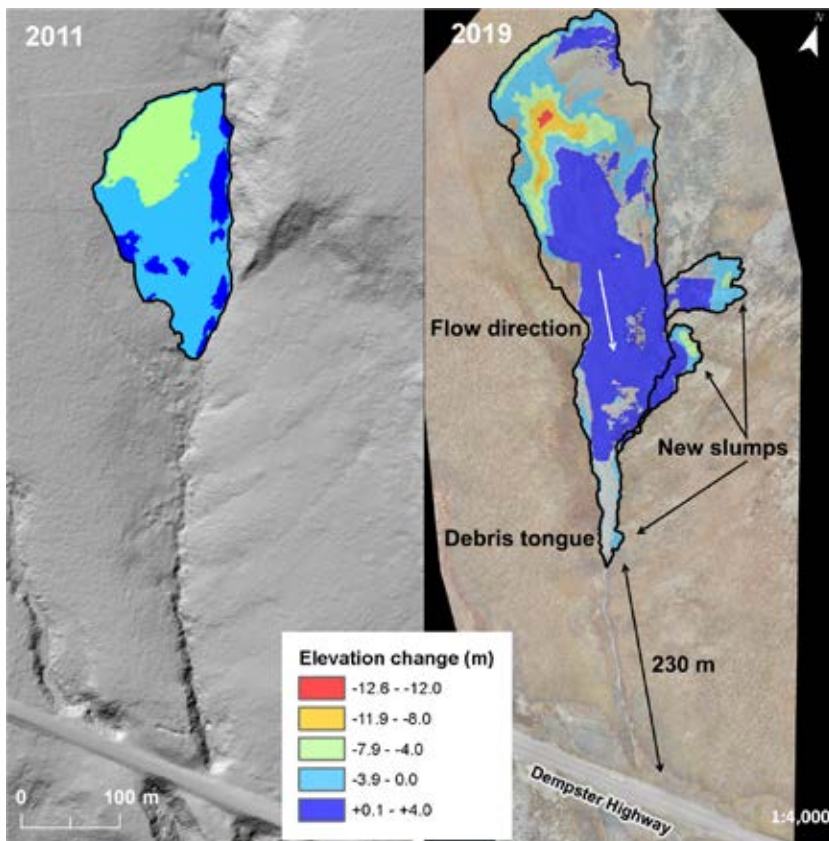 2011
2019
N
Flow direction
New slumps
Debris tongue
230 m
Elevation change (m)
-12.6 - -12.0
-11.9 - -8.0
-7.9 - -4.0
-3.9 - 0.0
+0.1 - +4.0
0 100 m
Dempster Highway
1:4,000